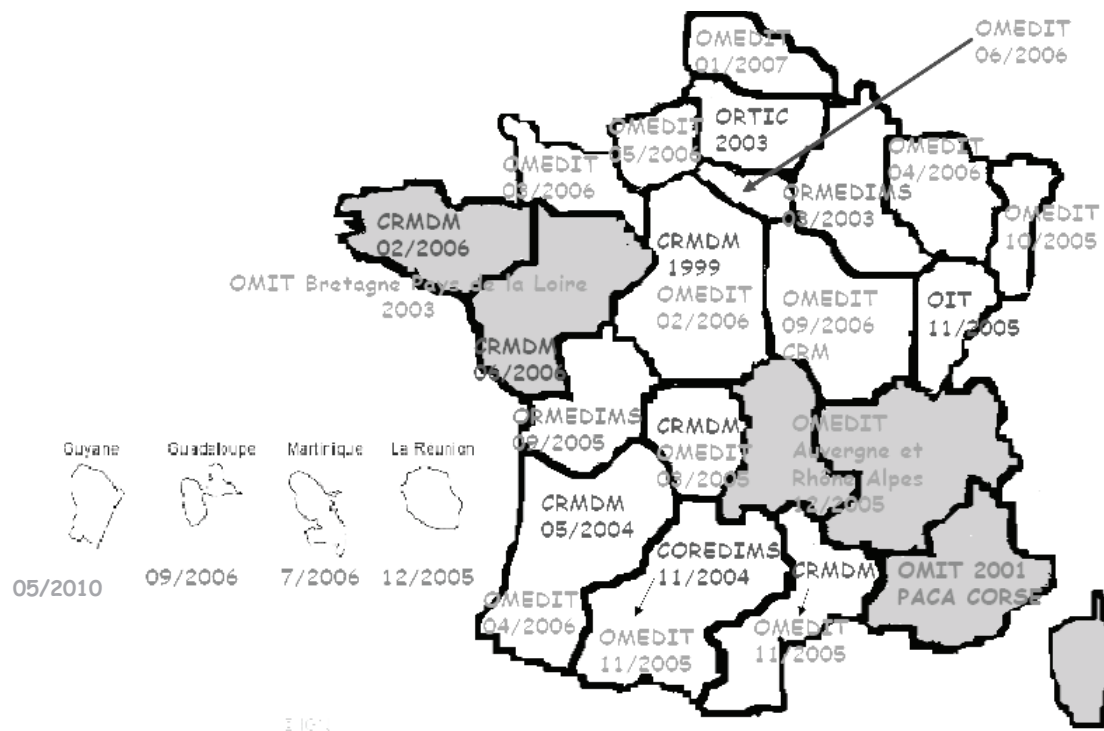 OMEDIT
01/2007
OMEDIT
06/2006
ORTIC
2003
OMEDIT
05/2006
OMEDIT
04/2006
OMEDIT
03/2006
ORMEDIMS
03/2003
OMEDIT
10/2005
CRMDM
02/2006
CRMDM
1999
OMIT Bretagne Pays de la Loire
2003
OMEDIT
02/2006
OMEDIT
09/2006
CRM
OIT
11/2005
CRMDM
06/2006
ORMEDIMS
09/2005
CRMDM
OMEDIT
03/2005
OMEDIT
Auvergne et
Rhône Alpes
12/2005
Guyane
Guadaloupe
Martinique
La Reunion
05/2010
09/2006
7/2006
12/2005
CRMDM
05/2004
COREDIMS
11/2004
CRMDM
OMIT 2001
PACA CORSE
OMEDIT
04/2006
OMEDIT
11/2005
OMEDIT
11/2005